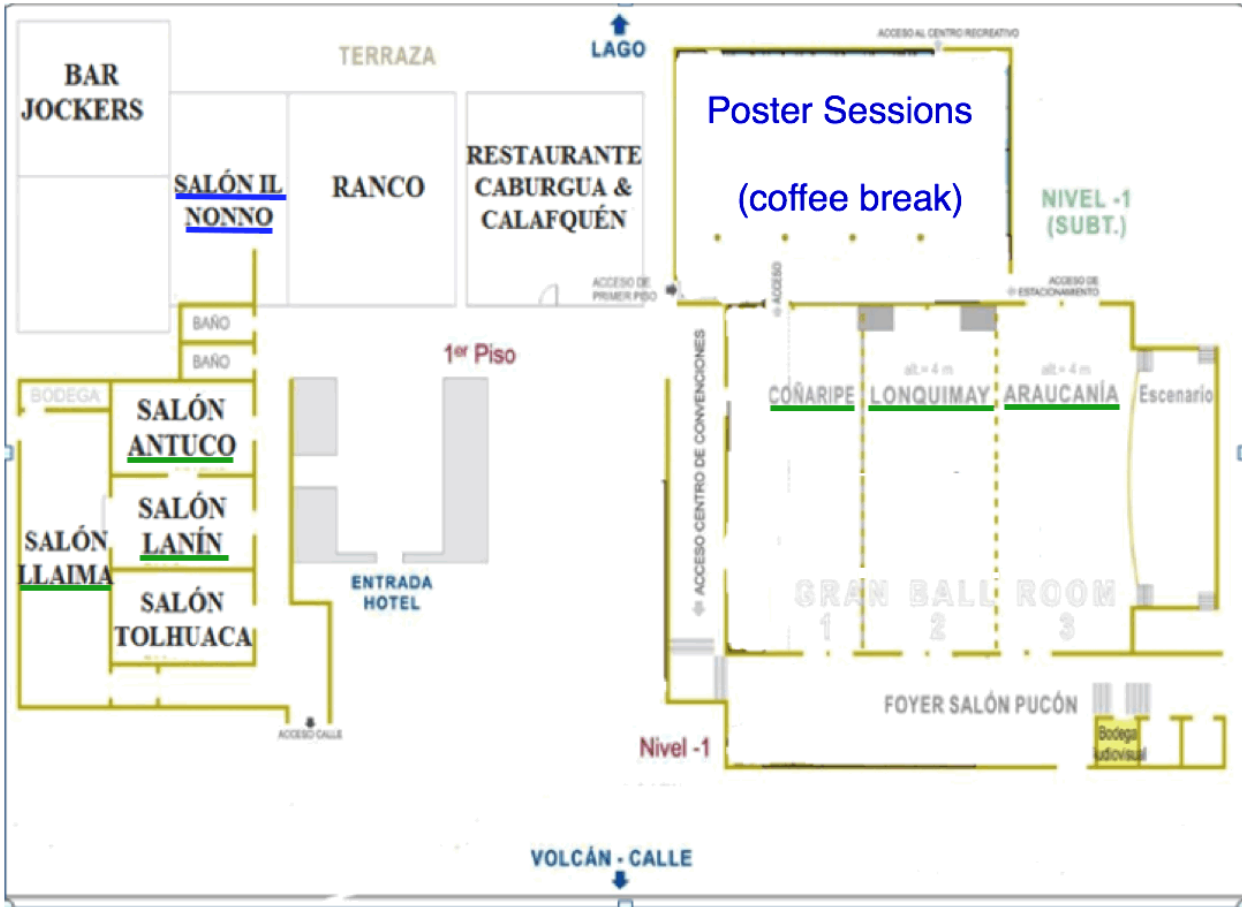 LAGO
ACCESO AL CENTRO RECREATIVO
TERRAZA
BAR
JOCKERS
SALÓN IL
NONNO
RANCO
RESTAURANTE
CABURGUA &
CALAFQUÉN
Poster Sessions
(coffee break)
NIVEL -1
(SUBT.)
ACCESO DE
PRIMER PISO
ACCESO
ACCESO DE
ESTACIONAMIENTO
BAÑO
BAÑO
1er Piso
BODEGA
SALÓN
ANTUCO
SALÓN
LANÍN
SALÓN
LLAIMA
SALÓN
TOLHUACA
ENTRADA
HOTEL
ACCESO CALLE
ACCESO CENTRO DE CONVENCIONES
COÑARIPE
alt.= 4 m
LONQUIMAY
alt.= 4 m
ARAUCANÍA
Escenario
GRAN BALL ROOM
1 2 3
FOYER SALÓN PUCÓN
Bodega
udiovisual
Nivel -1
VOLCÁN - CALLE